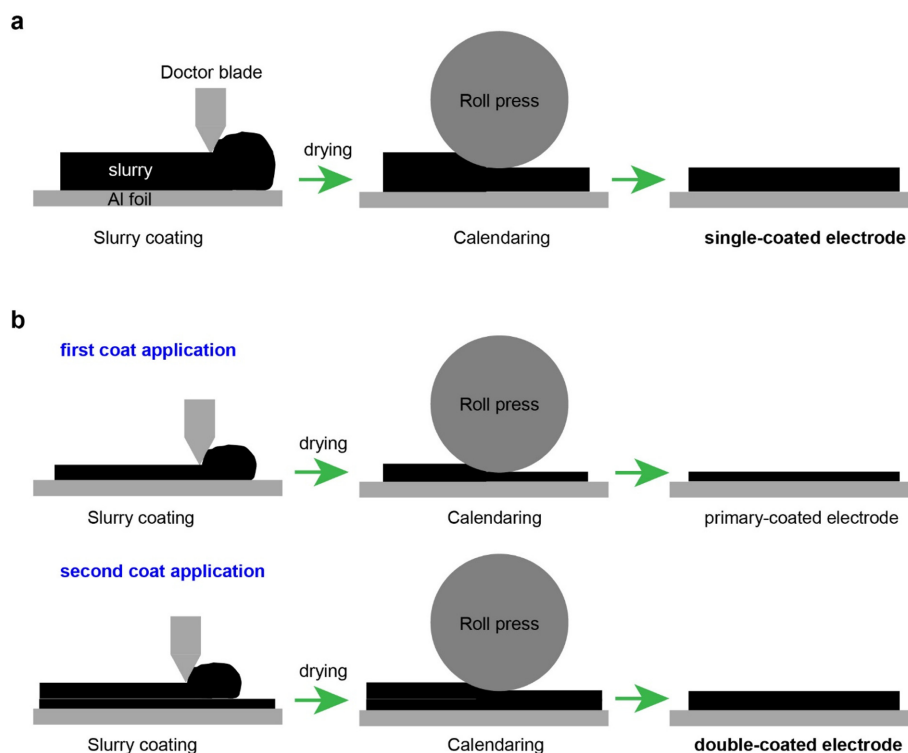 a
Doctor blade
Roll press
drying
slurry
Al foil
Slurry coating
Calendaring
single-coated electrode
b
first coat application
Roll press
drying
Slurry coating
Calendaring
primary-coated electrode
second coat application
Roll press
drying
Slurry coating
Calendaring
double-coated electrode